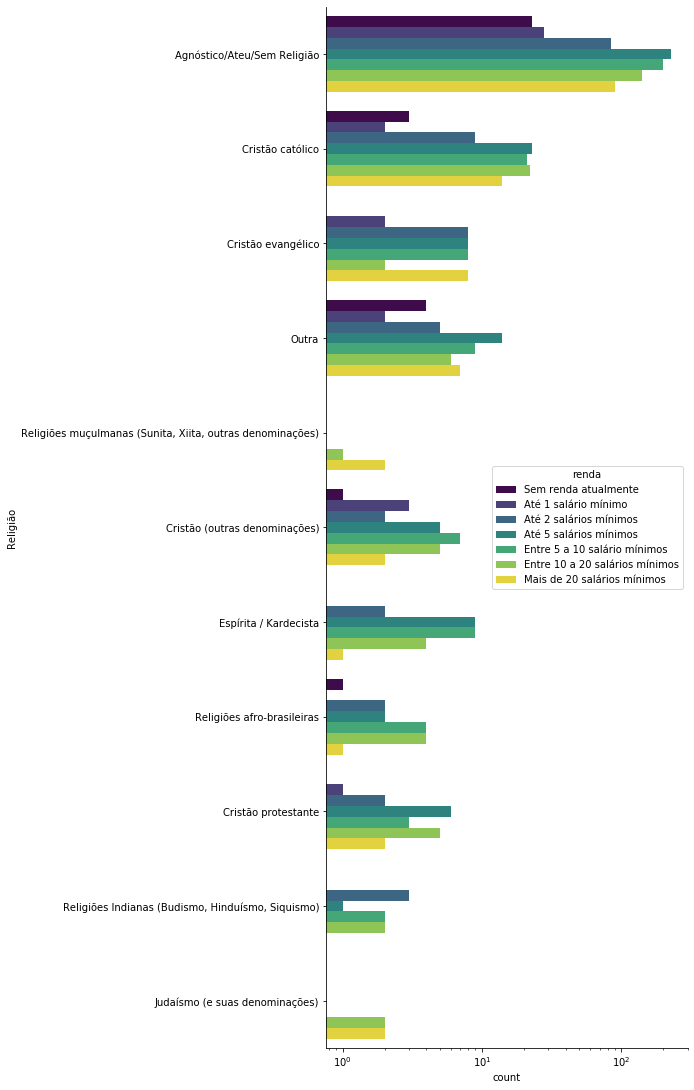 Agnóstico/Ateu/Sem Religião
Cristão católico
Cristão evangélico
Outra
Religiões muçulmanas (Sunita, Xiita, outras denominações)
Cristão (outras denominações)
Espírita / Kardecista
Religiões afro-brasileiras
Cristão protestante
Religiões Indianas (Budismo, Hinduísmo, Siquismo)
Judaísmo (e suas denominações)
Religião
renda
Sem renda atualmente
Até 1 salário mínimo
Até 2 salários mínimos
Até 5 salários mínimos
Entre 5 a 10 salário mínimos
Entre 10 a 20 salários mínimos
Mais de 20 salários mínimos
10⁰ 10¹ 10²
count